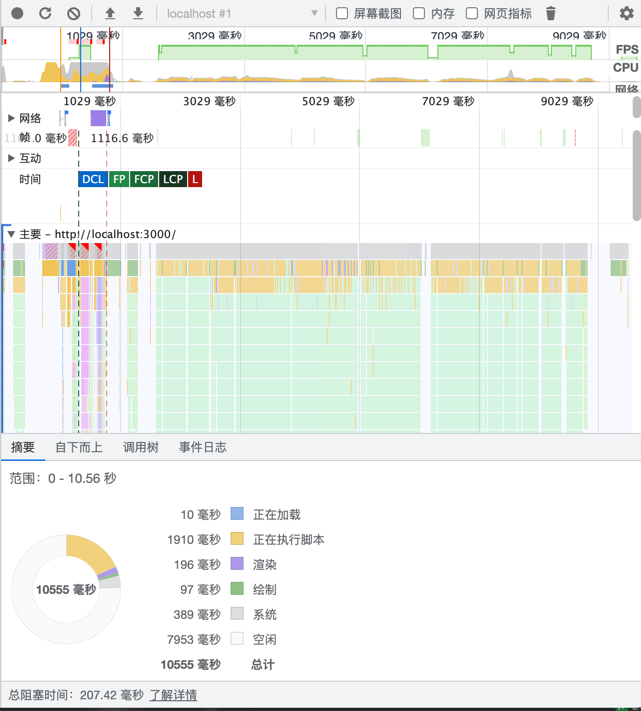 localhost #1 屏幕截图 内存 网页指标
1029 毫秒 3029 毫秒 5029 毫秒 7029 毫秒 9029 毫秒
FPS
CPU
网络
1029 毫秒 3029 毫秒 5029 毫秒 7029 毫秒 9029 毫秒
网络
帧 .0 毫秒 1116.6 毫秒
互动
时间 DCL FP FCP LCP L
主要 – http://localhost:3000/
摘要 自下而上 调用树 事件日志
范围：0 - 10.56 秒
10 毫秒 正在加载
1910 毫秒 正在执行脚本
196 毫秒 渲染
97 毫秒 绘制
389 毫秒 系统
7953 毫秒 空闲
10555 毫秒 总计
10555 毫秒
总阻塞时间：207.42 毫秒 了解详情